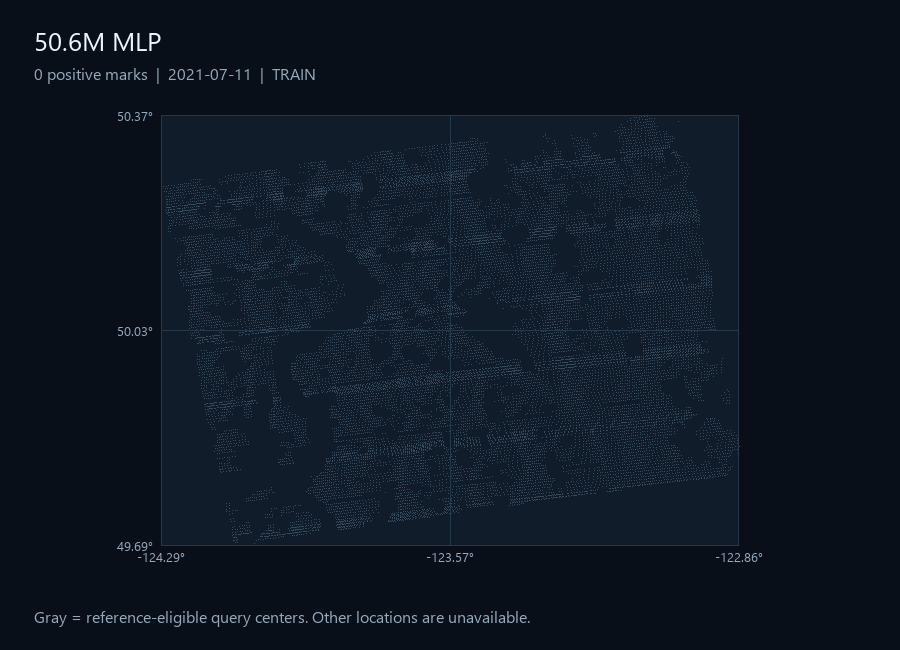 50.6M MLP
0 positive marks | 2021-07-11 | TRAIN
50.37°
50.03°
49.69°
-124.29°
-123.57°
-122.86°
Gray = reference-eligible query centers. Other locations are unavailable.